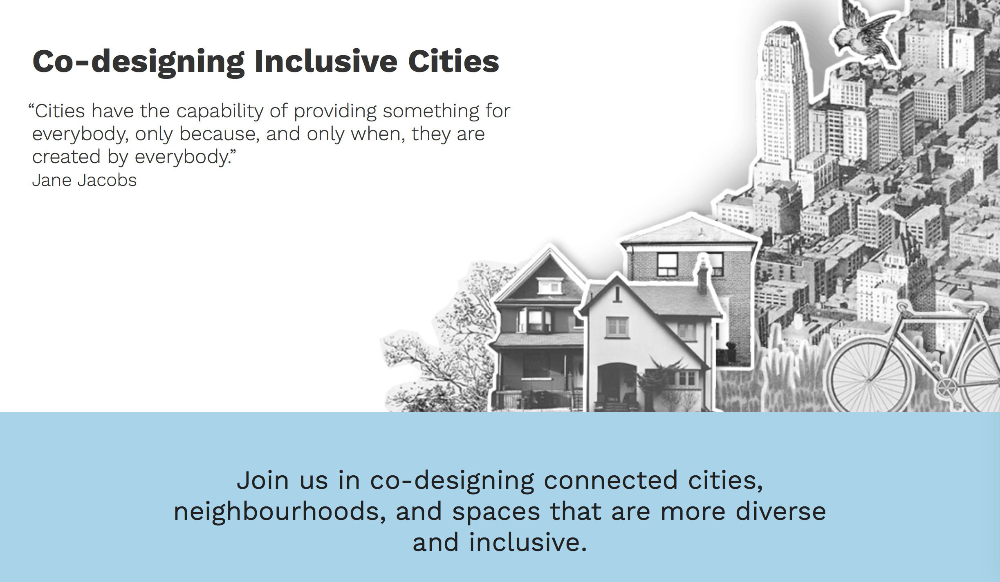 Co-designing Inclusive Cities
“Cities have the capability of providing something for
everybody, only because, and only when, they are
created by everybody.”
Jane Jacobs
Join us in co-designing connected cities,
neighbourhoods, and spaces that are more diverse
and inclusive.